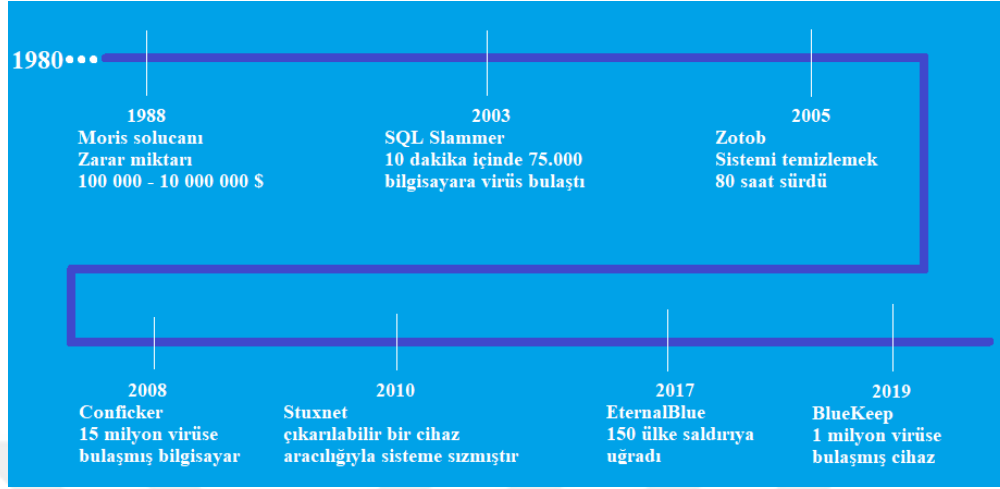 1980
1988
Moris solucanı
Zarar miktarı
100 000 - 10 000 000 $
2003
SQL Slammer
10 dakika içinde 75.000
bilgisayara virüs bulaştı
2005
Zotob
Sistemi temizlemek
80 saat sürdü
2008
Conficker
15 milyon virüse
bulaşmış bilgisayar
2010
Stuxnet
çıkarılabilir bir cihaz
aracılığıyla sisteme sızmıştır
2017
EternalBlue
150 ülke saldırıya
uğradı
2019
BlueKeep
1 milyon virüse
bulaşmış cihaz